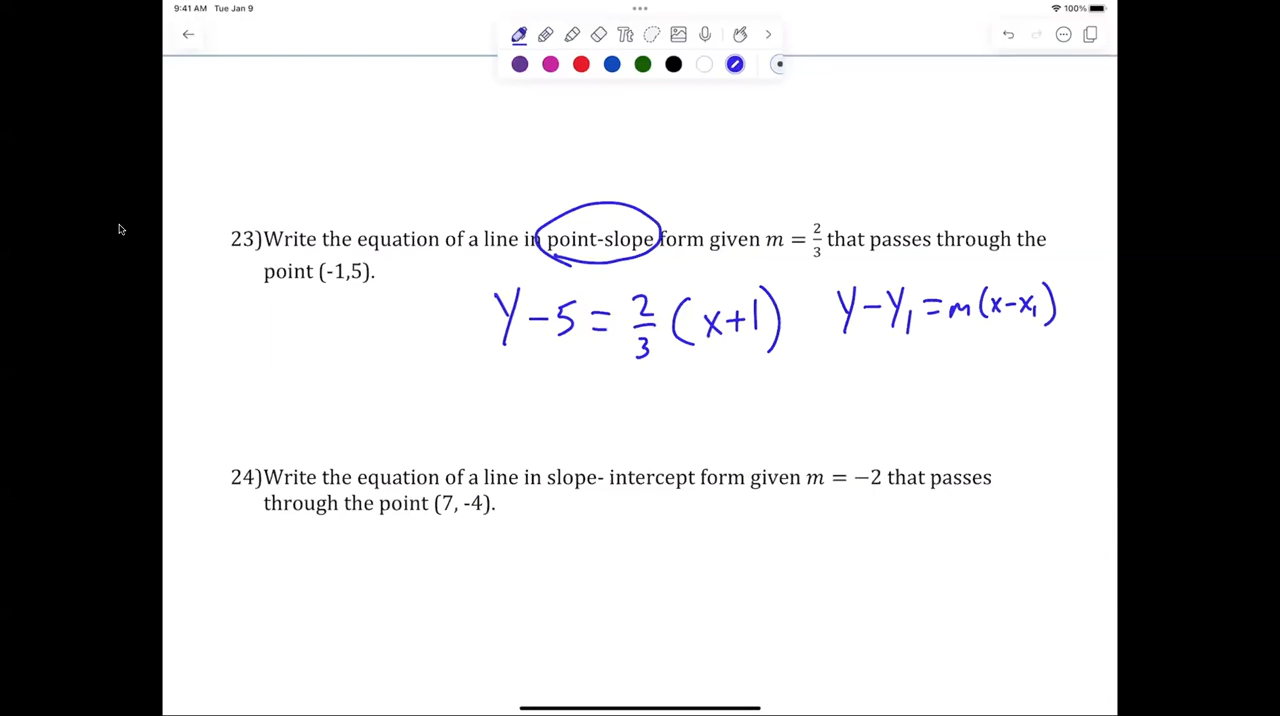 9:41 AM Tue Jan 9
100%
23)Write the equation of a line in point-slope form given m = 2/3 that passes through the
point (-1,5).
y - 5 = 2/3 (x+1) y - y₁ = m(x-x₁)
24)Write the equation of a line in slope- intercept form given m = −2 that passes
through the point (7, -4).